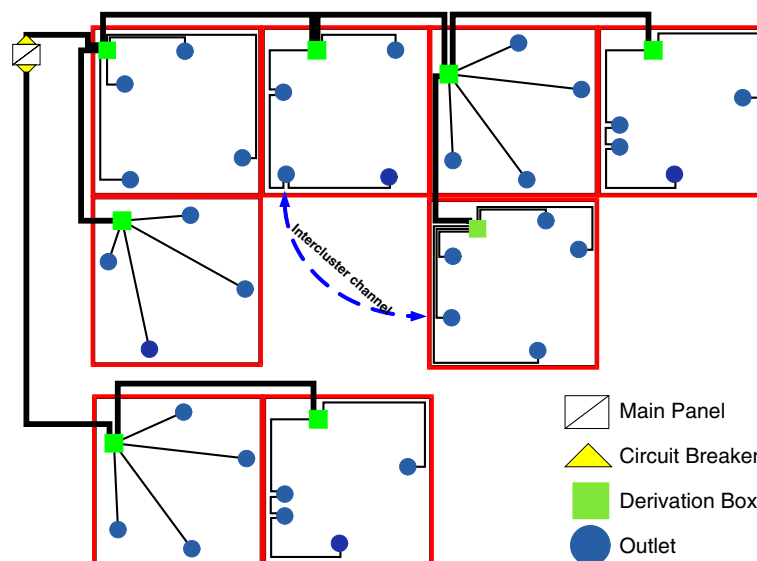 Intercluster channel
Main Panel
Circuit Breaker
Derivation Box
Outlet